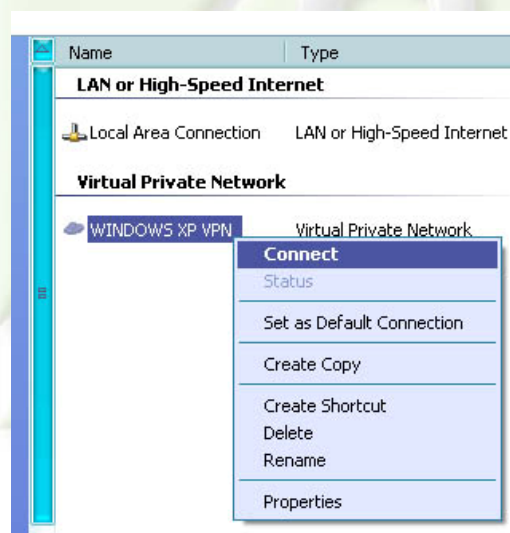 Name Type
LAN or High-Speed Internet
Local Area Connection LAN or High-Speed Internet
Virtual Private Network
WINDOWS XP VPN Virtual Private Network
Connect
Status
Set as Default Connection
Create Copy
Create Shortcut
Delete
Rename
Properties